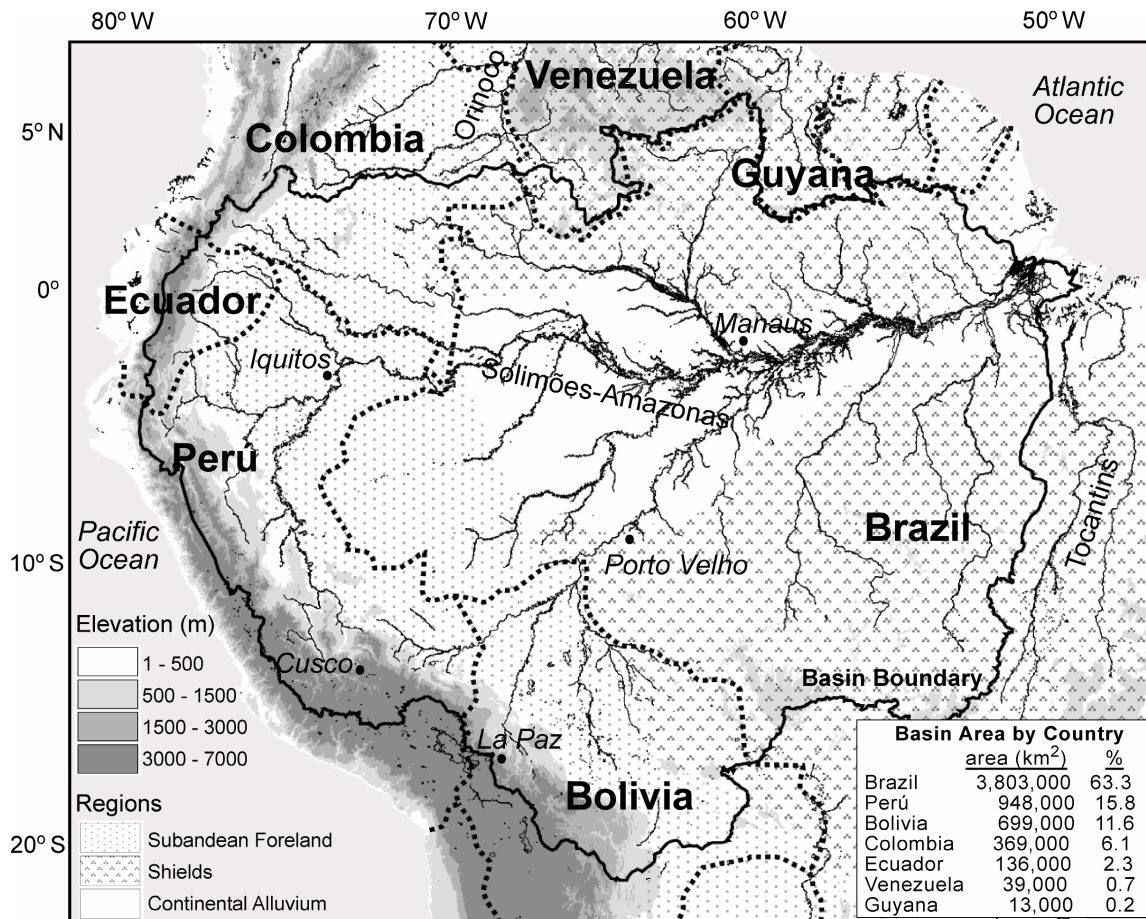 80° W 70° W 60° W 50° W
Venezuela
Atlantic
Ocean
Orinoco
5° N
Colombia
Guyana
0°
Ecuador
Manaus
Iquitos
Solimões-Amazonas
Perú
Tocantins
Brazil
Pacific
Ocean
10° S
Porto Velho
Elevation (m)
1 - 500
500 - 1500
1500 - 3000
3000 - 7000
Cusco
Basin Boundary
La Paz
Bolivia
Regions
20° S
Subandean Foreland
Shields
Continental Alluvium
Basin Area by Country
area (km²) %
Brazil 3,803,000 63.3
Perú 948,000 15.8
Bolivia 699,000 11.6
Colombia 369,000 6.1
Ecuador 136,000 2.3
Venezuela 39,000 0.7
Guyana 13,000 0.2